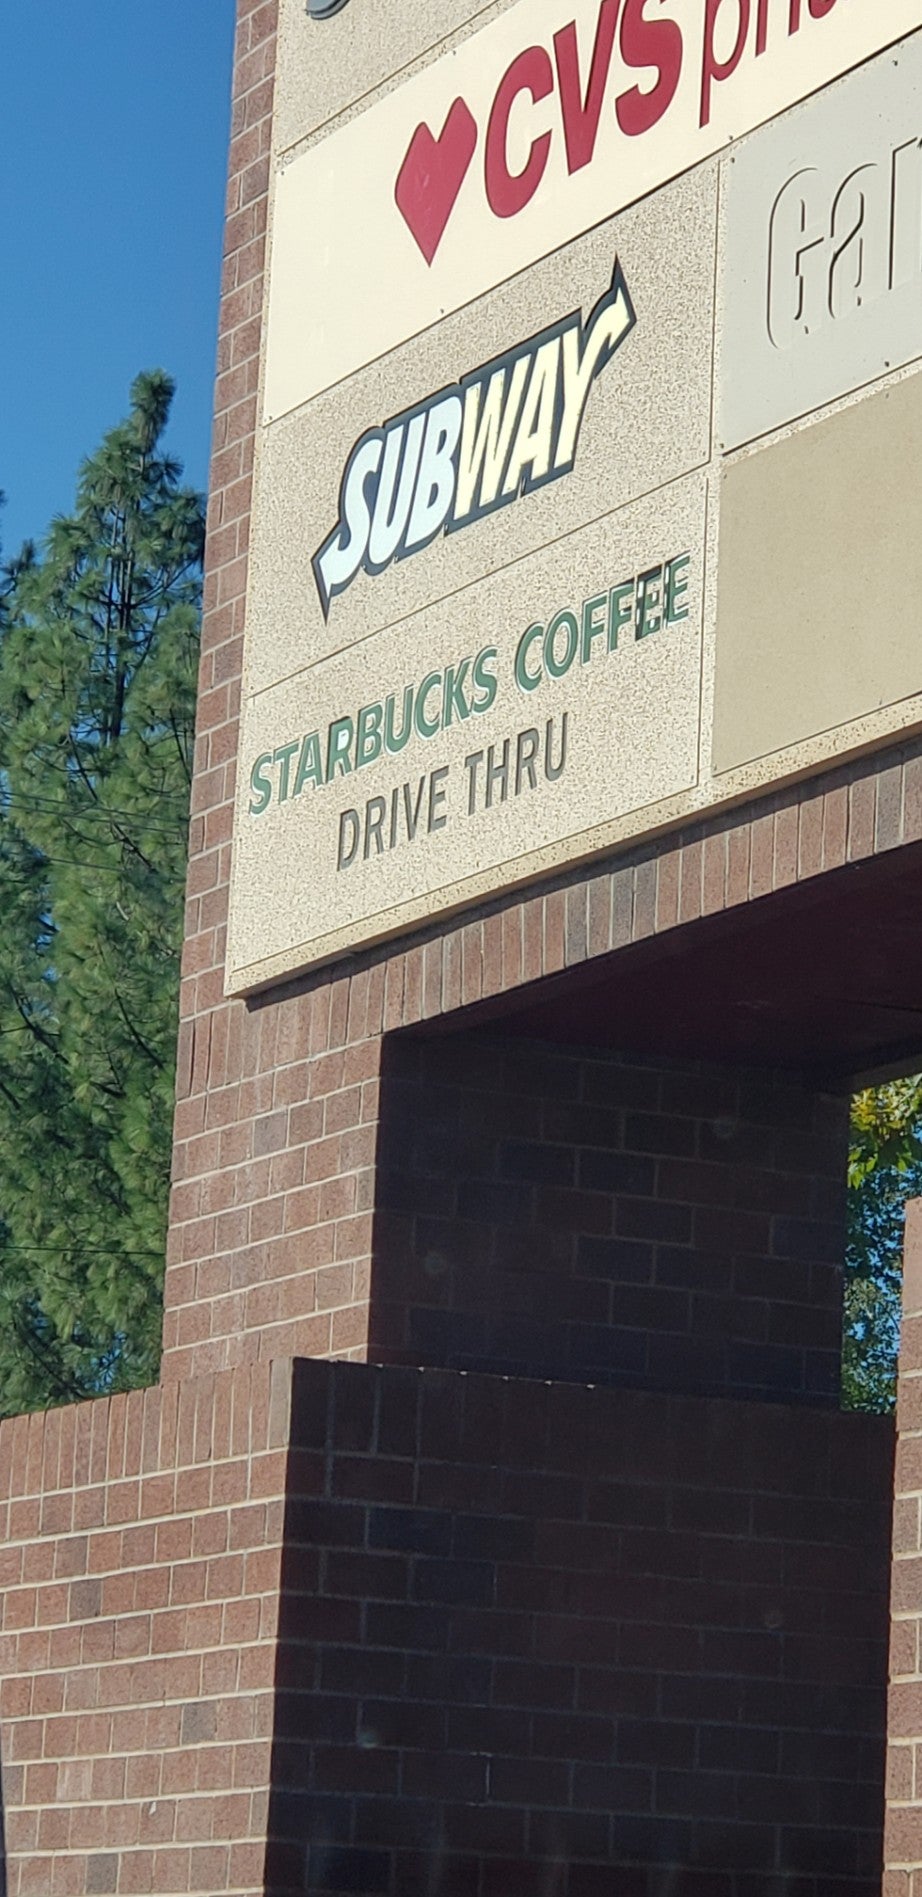 CVS
SUBWAY
STARBUCKS COFFEE
DRIVE THRU